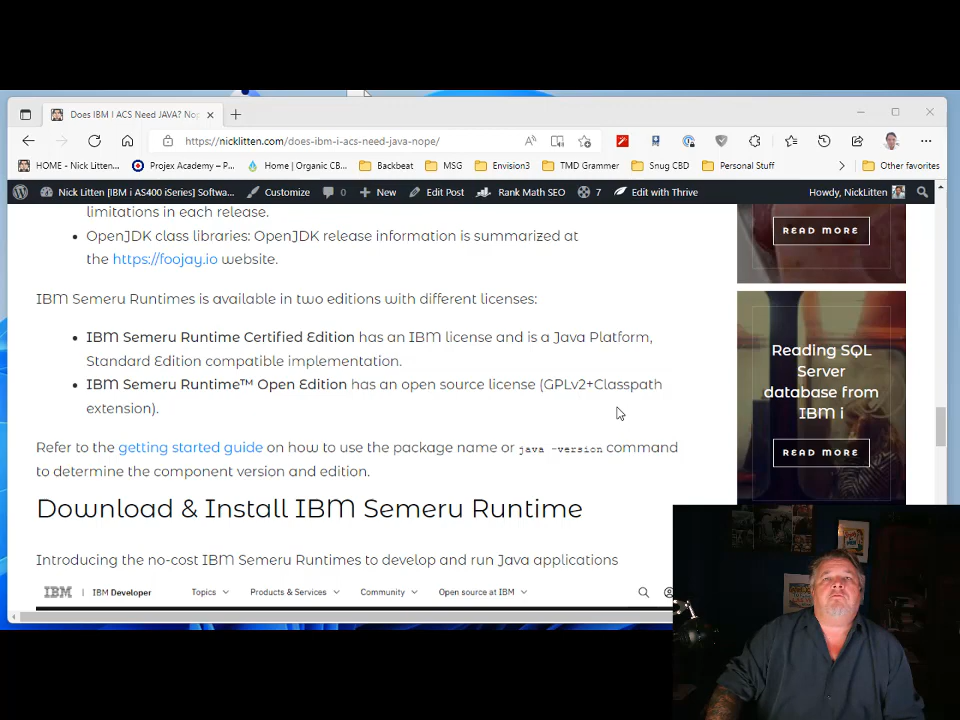 Does IBM I ACS Need JAVA? No
https://nicklitten.com/does-ibm-i-acs-need-java-nope/
HOME - Nick Litten...
Projex Academy – P...
Home | Organic CB...
Backbeat
MSG
Envision3
TMD Grammer
Snug CBD
Personal Stuff
Other favorites
Nick Litten [IBM i AS400 iSeries] Softwa...
Customize
0
New
Edit Post
Rank Math SEO
7
Edit with Thrive
Howdy, NickLitten
limitations in each release.
OpenJDK class libraries: OpenJDK release information is summarized at
the https://foojay.io website.
IBM Semeru Runtimes is available in two editions with different licenses:
IBM Semeru Runtime Certified Edition has an IBM license and is a Java Platform,
Standard Edition compatible implementation.
IBM Semeru Runtime™ Open Edition has an open source license (GPLv2+Classpath
extension).
Refer to the getting started guide on how to use the package name or java -version command
to determine the component version and edition.
Download & Install IBM Semeru Runtime
Introducing the no-cost IBM Semeru Runtimes to develop and run Java applications
IBM
IBM Developer
Topics
Products & Services
Community
Open source at IBM
READ MORE
Reading SQL
Server
database from
IBM i
READ MORE